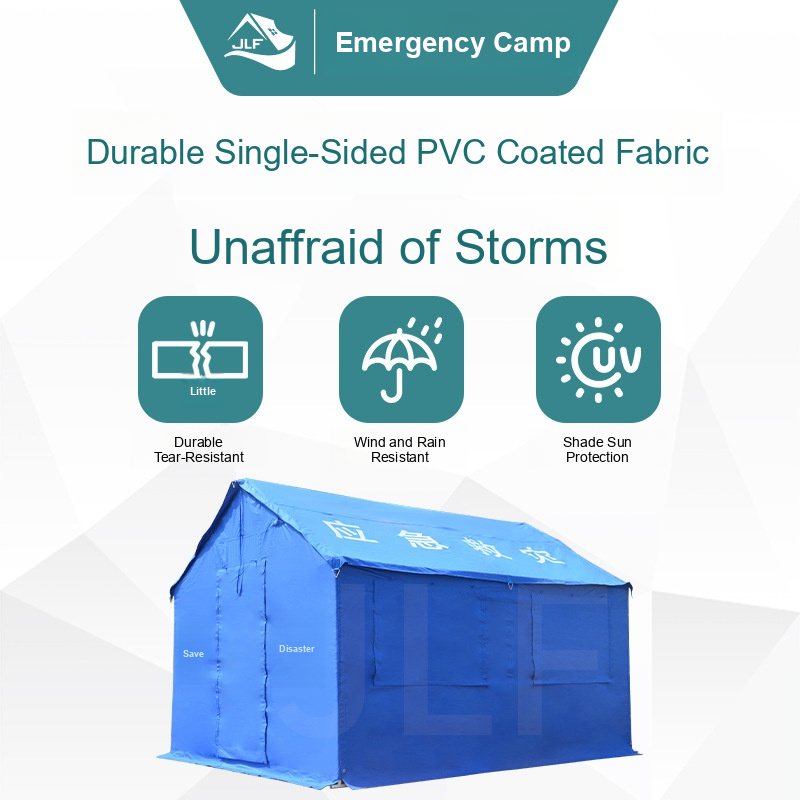 JLF
Emergency Camp
Durable Single-Sided PVC Coated Fabric
Unaffraid of Storms
Little
UV
Durable
Tear-Resistant
Wind and Rain
Resistant
Shade Sun
Protection
应急救灾
Save
Disaster
JLF